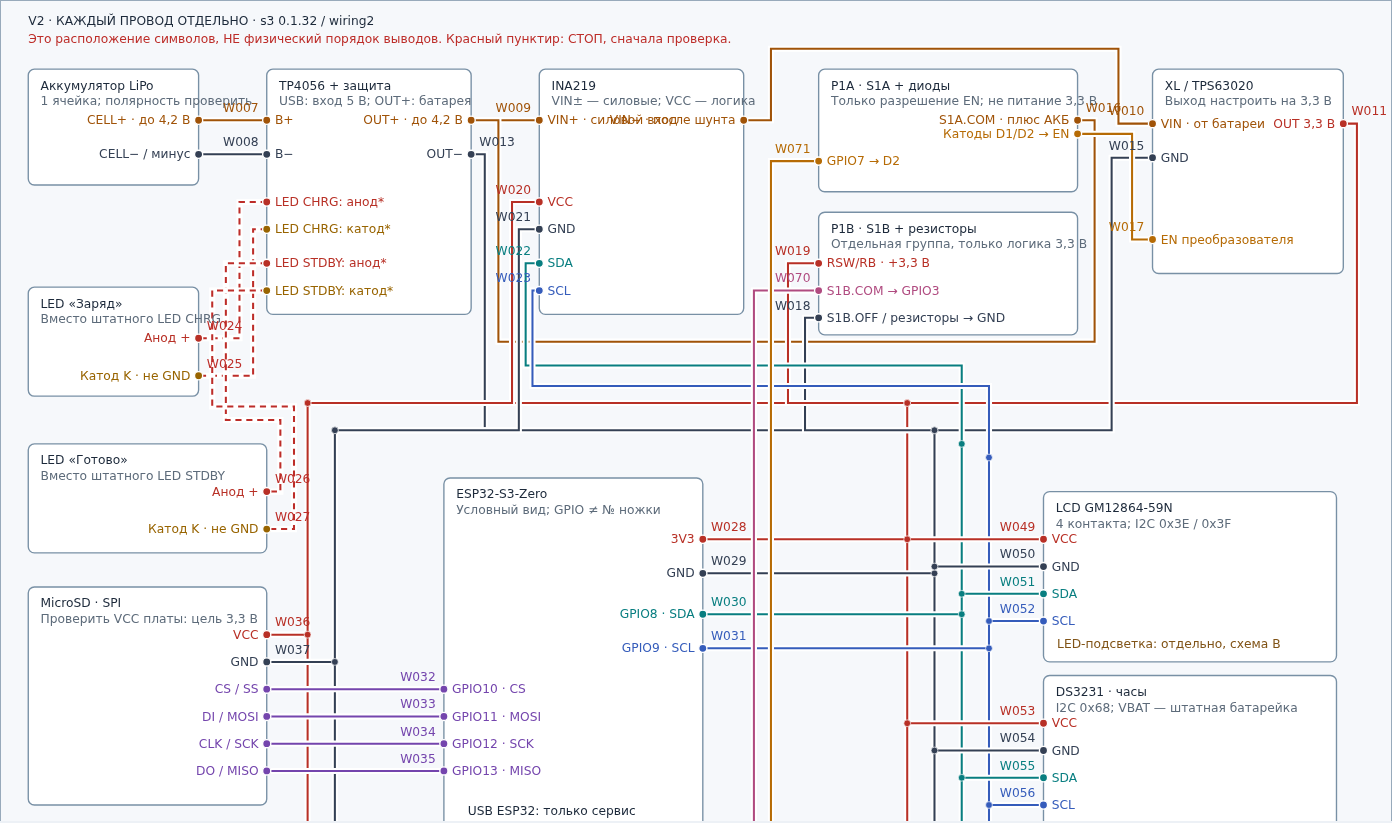 V2 · КАЖДЫЙ ПРОВОД ОТДЕЛЬНО · s3 0.1.32 / wiring2
Это расположение символов, НЕ физический порядок выводов. Красный пунктир: СТОП, сначала проверка.
Аккумулятор LiPo
1 ячейка; полярность проверить
CELL+ · до 4,2 В
CELL− / минус
W007
W008
TP4056 + защита
USB: вход 5 В; OUT+: батарея
B+
OUT+ · до 4,2 В
B−
OUT−
LED CHRG: анод*
LED CHRG: катод*
LED STDBY: анод*
LED STDBY: катод*
W009
W013
W020
W021
W022
W023
INA219
VIN± — силовые; VCC — логика
VIN+ · силовой вход
VIN− · после шунта
VCC
GND
SDA
SCL
P1A · S1A + диоды
Только разрешение EN; не питание 3,3 В
S1A.COM · плюс АКБ
Катоды D1/D2 → EN
W071
GPIO7 → D2
W016
W010
W015
W017
P1B · S1B + резисторы
Отдельная группа, только логика 3,3 В
W019
RSW/RB · +3,3 В
W070
S1B.COM → GPIO3
W018
S1B.OFF / резисторы → GND
XL / TPS63020
Выход настроить на 3,3 В
VIN · от батареи
OUT 3,3 В
W011
GND
EN преобразователя
LED «Заряд»
Вместо штатного LED CHRG
Анод +
W024
Катод K · не GND
W025
LED «Готово»
Вместо штатного LED STDBY
Анод +
W026
Катод K · не GND
W027
MicroSD · SPI
Проверить VCC платы: цель 3,3 В
VCC
W036
GND
W037
CS / SS
DI / MOSI
CLK / SCK
DO / MISO
W032
W033
W034
W035
ESP32-S3-Zero
Условный вид; GPIO ≠ № ножки
3V3
W028
GND
W029
GPIO8 · SDA
W030
GPIO9 · SCL
W031
GPIO10 · CS
GPIO11 · MOSI
GPIO12 · SCK
GPIO13 · MISO
USB ESP32: только сервис
LCD GM12864-59N
4 контакта; I2C 0x3E / 0x3F
W049
VCC
W050
GND
W051
SDA
W052
SCL
LED-подсветка: отдельно, схема B
DS3231 · часы
I2C 0x68; VBAT — штатная батарейка
W053
VCC
W054
GND
W055
SDA
W056
SCL